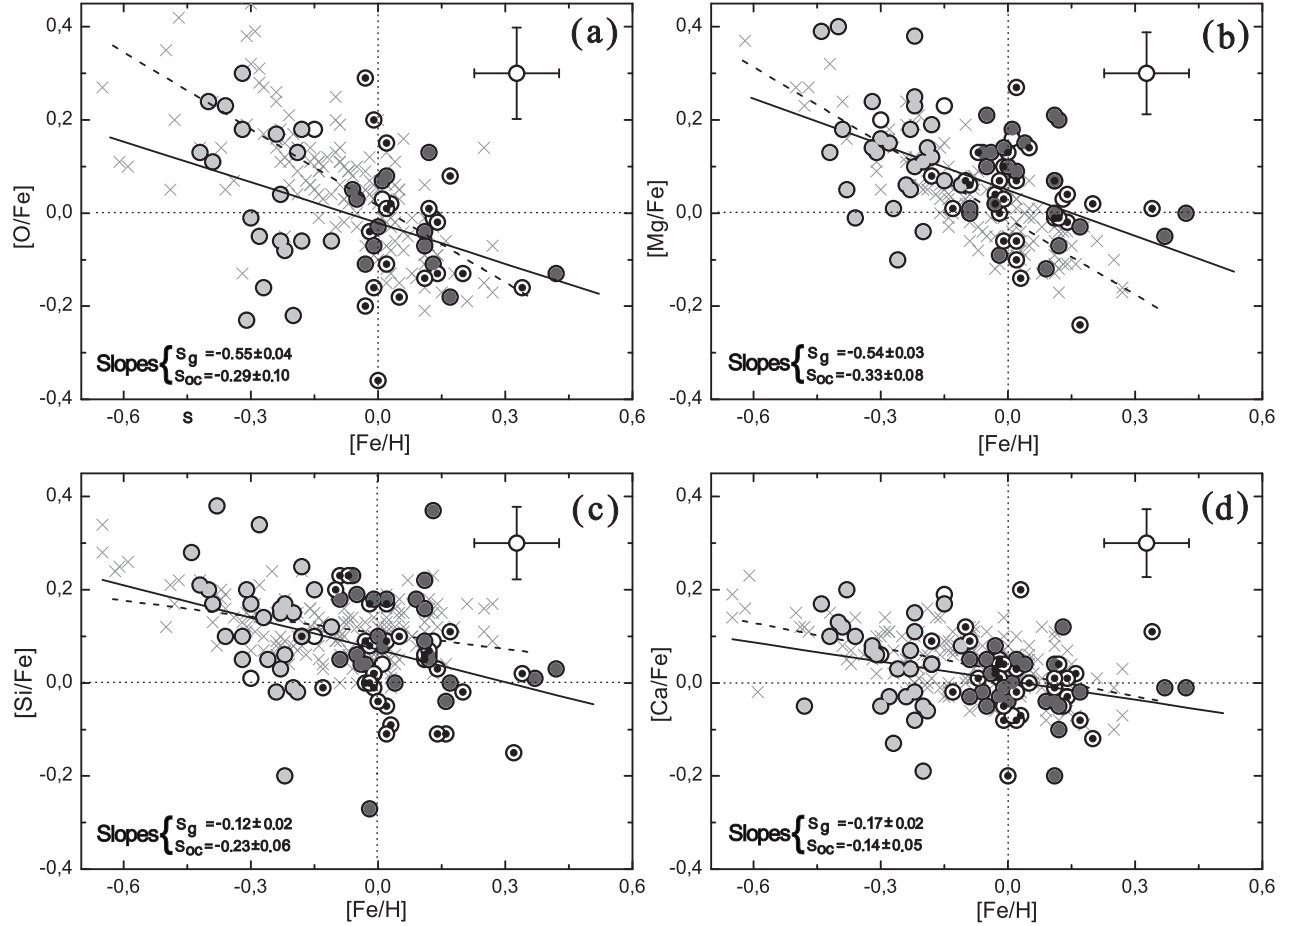 0,4
0,2
0,0
-0,2
-0,4
[O/Fe]
(a)
Slopes { Sg =-0.55±0.04
Soc=-0.29±0.10
-0,6
s
-0,3
0,0
0,3
0,6
[Fe/H]
0,4
0,2
0,0
-0,2
-0,4
[Mg/Fe]
(b)
Slopes { Sg =-0.54±0.03
Soc=-0.33±0.08
-0,6
-0,3
0,0
0,3
0,6
[Fe/H]
0,4
0,2
0,0
-0,2
-0,4
[Si/Fe]
(c)
Slopes { Sg =-0.12±0.02
Soc=-0.23±0.06
-0,6
-0,3
0,0
0,3
0,6
[Fe/H]
0,4
0,2
0,0
-0,2
-0,4
[Ca/Fe]
(d)
Slopes { Sg =-0.17±0.02
Soc=-0.14±0.05
-0,6
-0,3
0,0
0,3
0,6
[Fe/H]